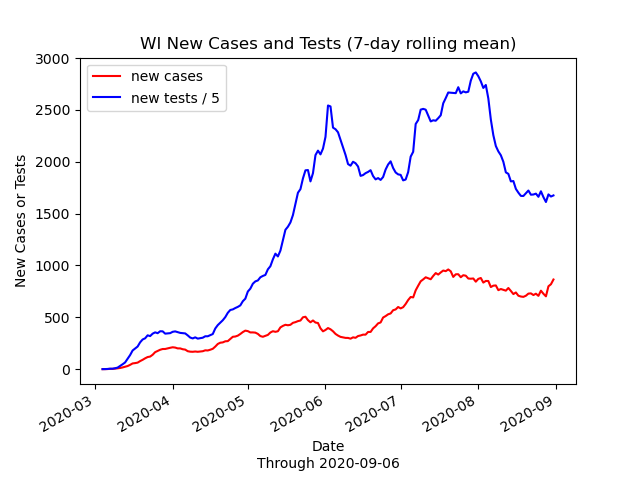 WI New Cases and Tests (7-day rolling mean)
new cases
new tests / 5
3000
2500
2000
1500
1000
500
0
New Cases or Tests
2020-03
2020-04
2020-05
2020-06
2020-07
2020-08
2020-09
Date
Through 2020-09-06